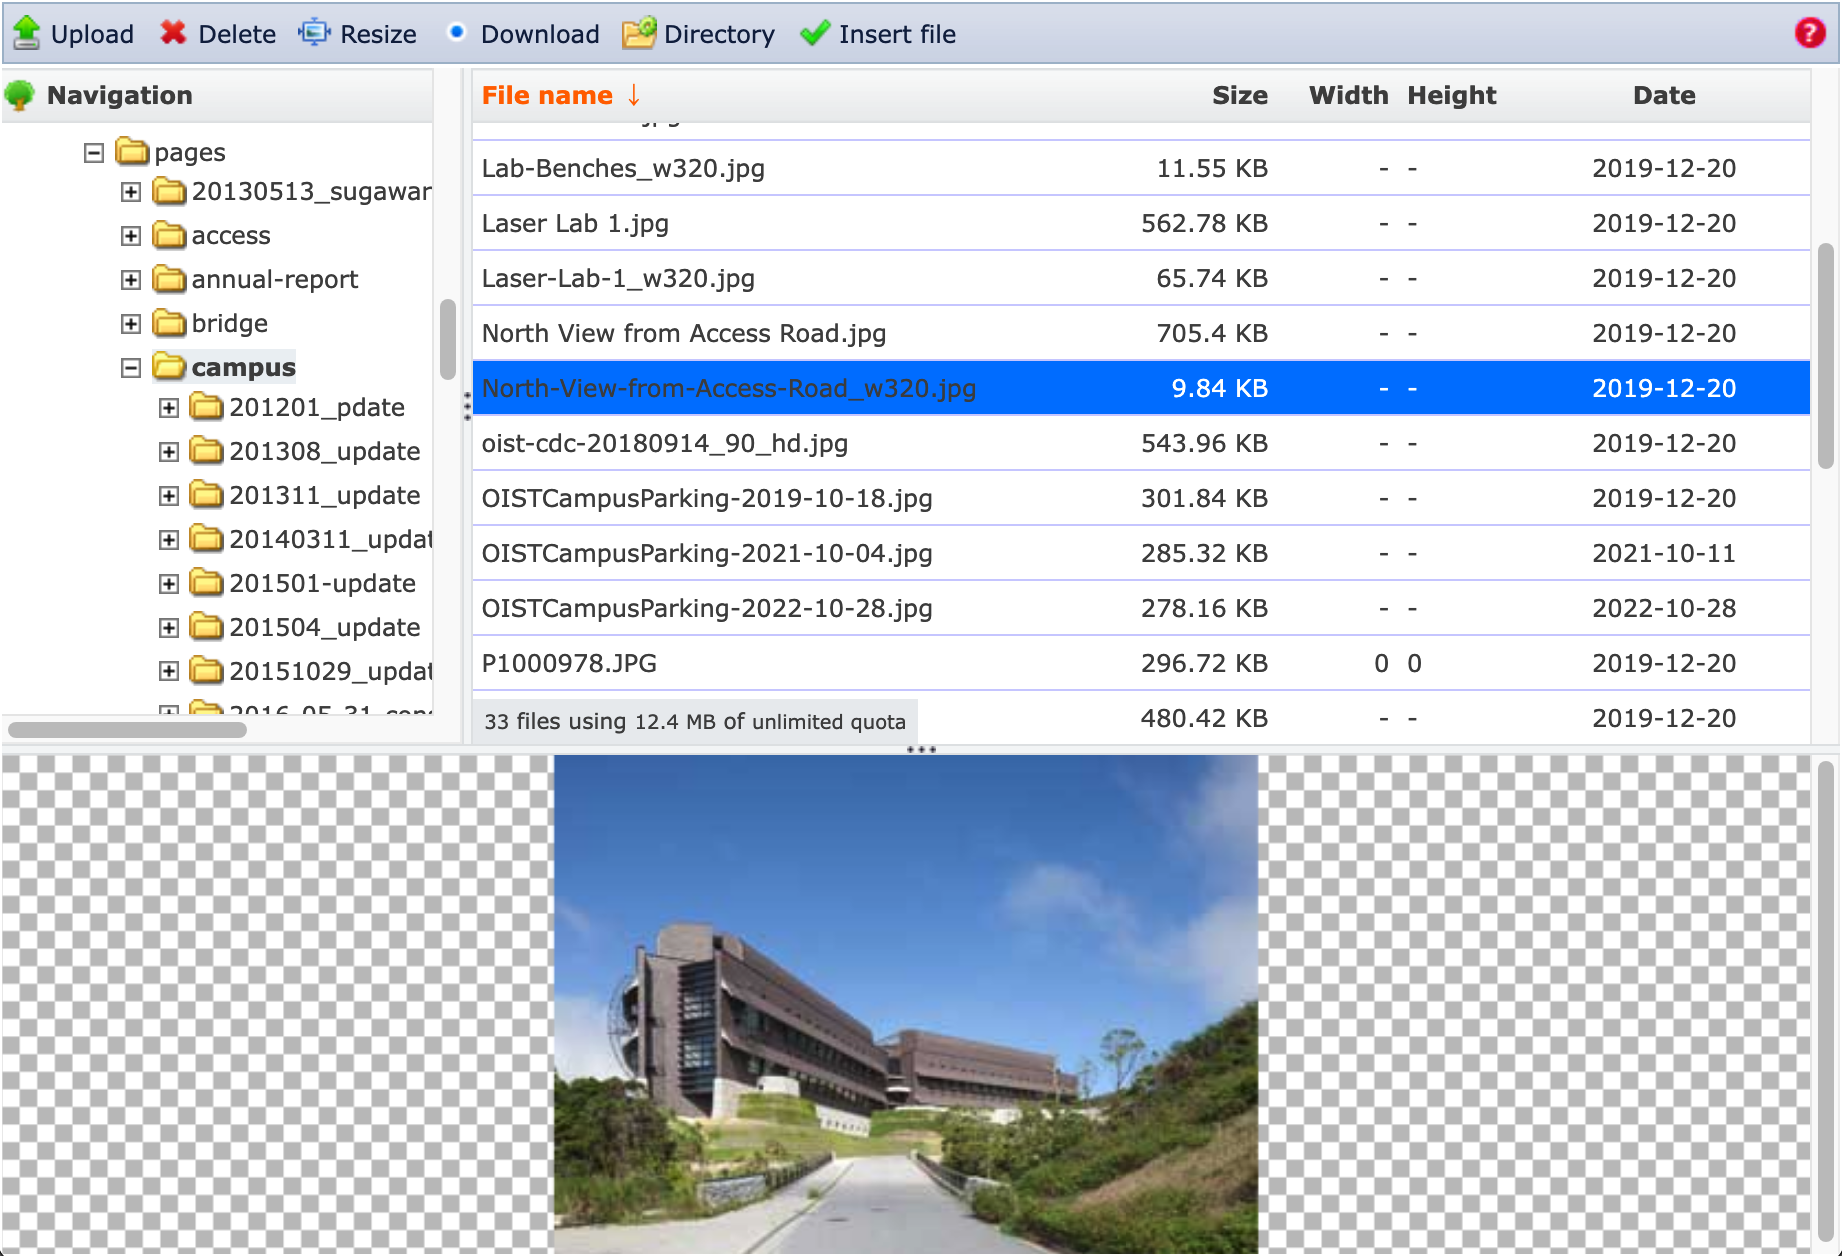 Upload Delete Resize Download Directory Insert file ?
Navigation
pages
20130513_sugawar
access
annual-report
bridge
campus
201201_pdate
201308_update
201311_update
20140311_updat
201501-update
201504_update
20151029_updat
File name ↓ Size Width Height Date
Lab-Benches_w320.jpg 11.55 KB - - 2019-12-20
Laser Lab 1.jpg 562.78 KB - - 2019-12-20
Laser-Lab-1_w320.jpg 65.74 KB - - 2019-12-20
North View from Access Road.jpg 705.4 KB - - 2019-12-20
North-View-from-Access-Road_w320.jpg 9.84 KB - - 2019-12-20
oist-cdc-20180914_90_hd.jpg 543.96 KB - - 2019-12-20
OISTCampusParking-2019-10-18.jpg 301.84 KB - - 2019-12-20
OISTCampusParking-2021-10-04.jpg 285.32 KB - - 2021-10-11
OISTCampusParking-2022-10-28.jpg 278.16 KB - - 2022-10-28
P1000978.JPG 296.72 KB 0 0 2019-12-20
480.42 KB - - 2019-12-20
33 files using 12.4 MB of unlimited quota